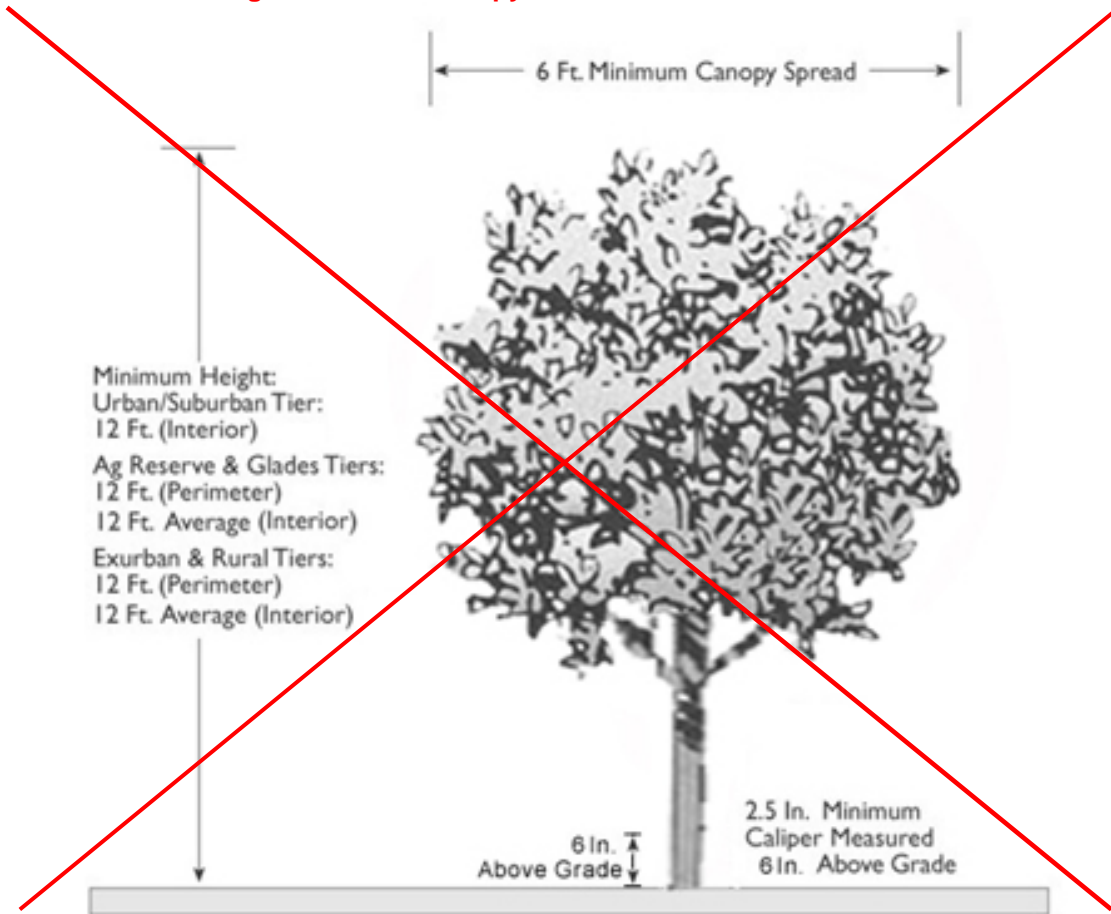 6 Ft. Minimum Canopy Spread
Minimum Height:
Urban/Suburban Tier:
12 Ft. (Interior)
Ag Reserve & Glades Tiers:
12 Ft. (Perimeter)
12 Ft. Average (Interior)
Exurban & Rural Tiers:
12 Ft. (Perimeter)
12 Ft. Average (Interior)
6 In.
Above Grade
2.5 In. Minimum
Caliper Measured
6 In. Above Grade